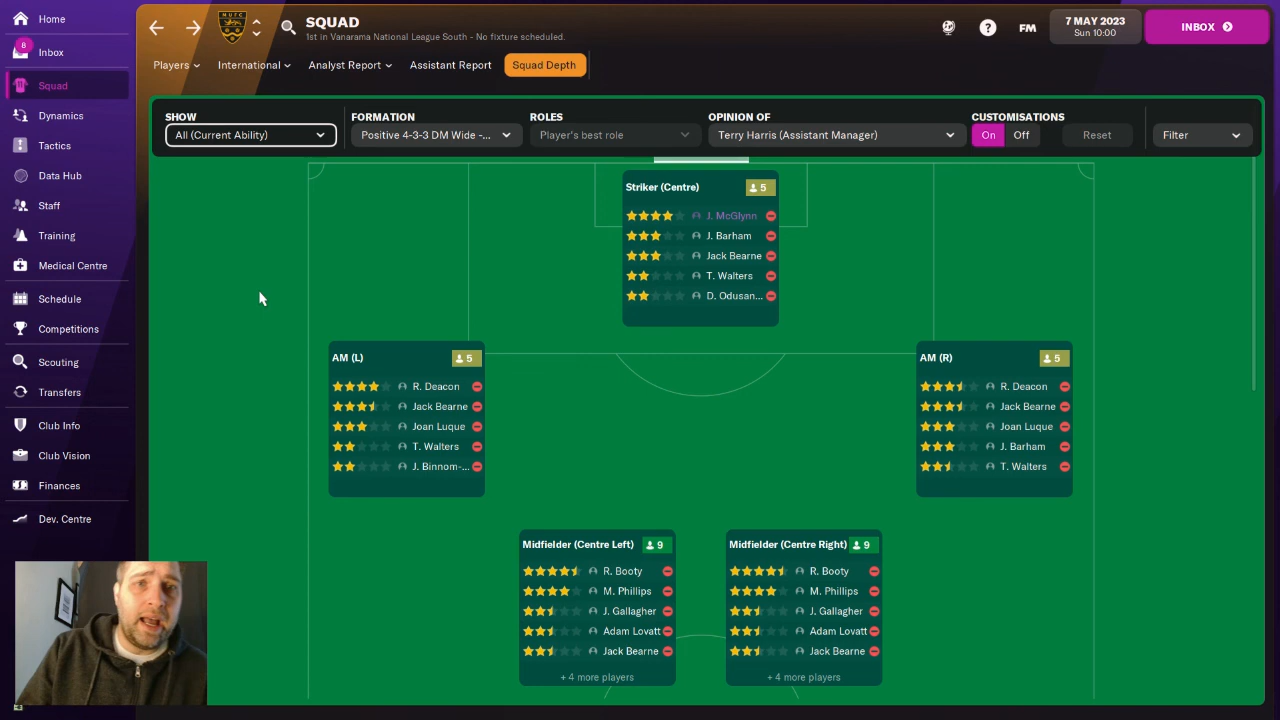 Home
8
Inbox
Squad
Dynamics
Tactics
Data Hub
Staff
Training
Medical Centre
Schedule
Competitions
Scouting
Transfers
Club Info
Club Vision
Finances
Dev. Centre
NUFC
SQUAD
1st in Vanarama National League South - No fixture scheduled.
?
FM
7 MAY 2023
Sun 10:00
INBOX
Players
International
Analyst Report
Assistant Report
Squad Depth
SHOW
All (Current Ability)
FORMATION
Positive 4-3-3 DM Wide -...
ROLES
Player's best role
OPINION OF
Terry Harris (Assistant Manager)
CUSTOMISATIONS
On Off
Reset
Filter
Striker (Centre) 5
J. McGlynn
J. Barham
Jack Bearne
T. Walters
D. Odusan...
AM (L) 5
R. Deacon
Jack Bearne
Joan Luque
T. Walters
J. Binnom-...
AM (R) 5
R. Deacon
Jack Bearne
Joan Luque
J. Barham
T. Walters
Midfielder (Centre Left) 9
R. Booty
M. Phillips
J. Gallagher
Adam Lovatt
Jack Bearne
+ 4 more players
Midfielder (Centre Right) 9
R. Booty
M. Phillips
J. Gallagher
Adam Lovatt
Jack Bearne
+ 4 more players